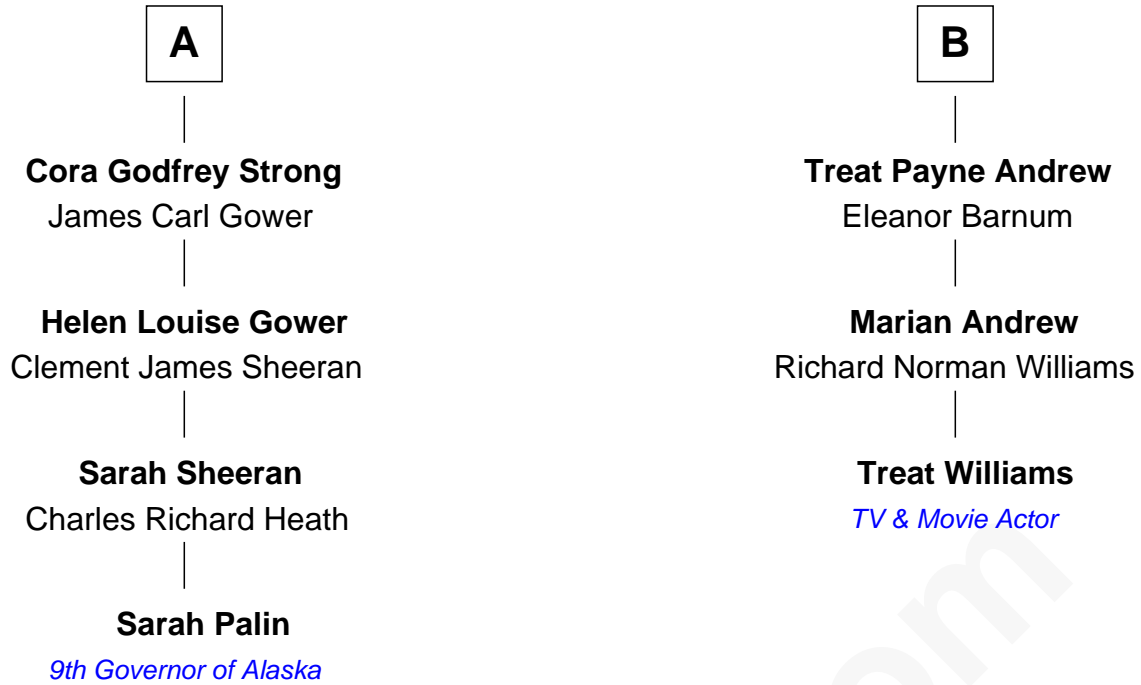 A
Cora Godfrey Strong
James Carl Gower
Helen Louise Gower
Clement James Sheeran
Sarah Sheeran
Charles Richard Heath
Sarah Palin
9th Governor of Alaska
B
Treat Payne Andrew
Eleanor Barnum
Marian Andrew
Richard Norman Williams
Treat Williams
TV & Movie Actor
om